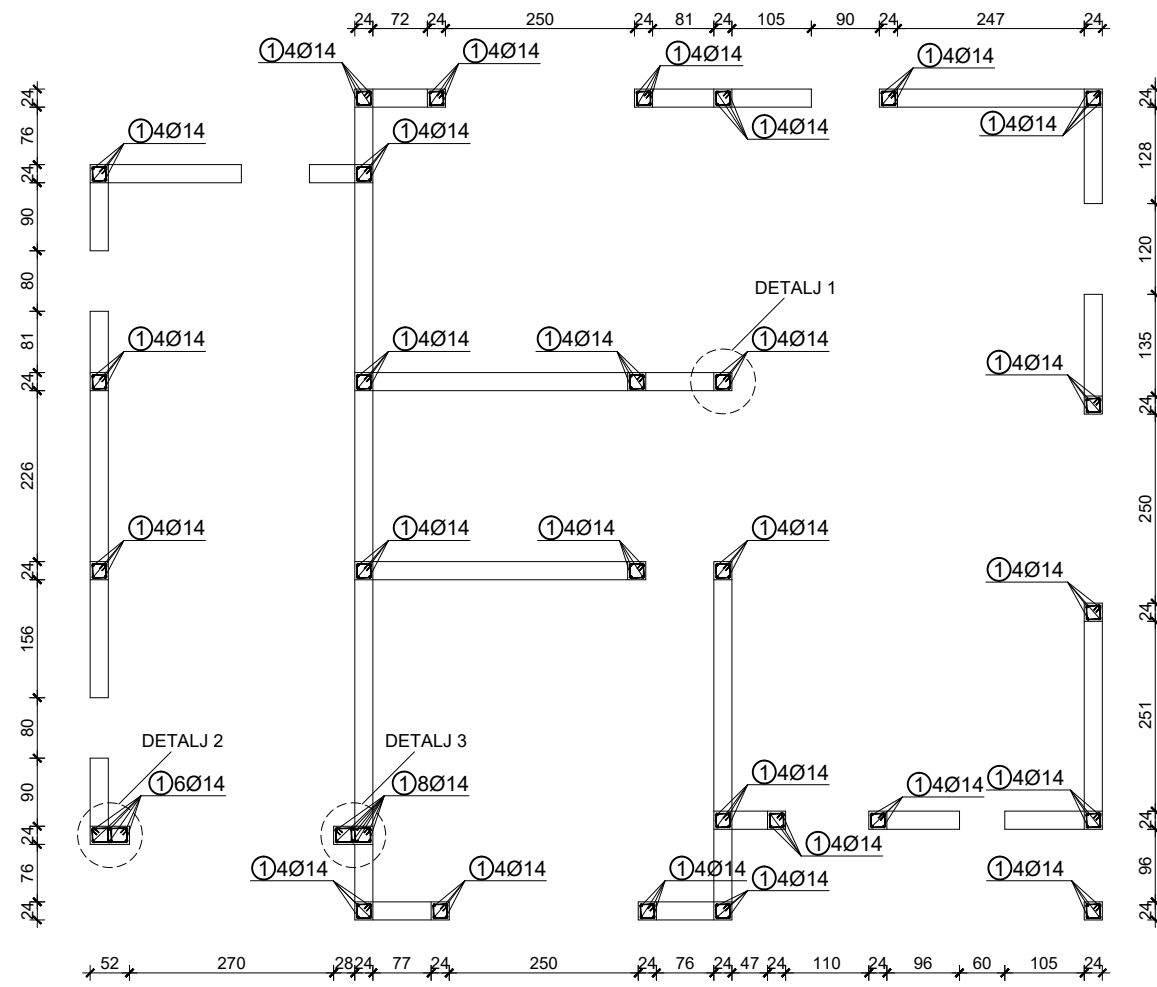 24 72 24 250 24 81 24 105 90 24 247 24
①4Ø14 ①4Ø14 ①4Ø14 ①4Ø14
24 24
①4Ø14 ①4Ø14 ①4Ø14 ①4Ø14
76 128
24
90
80 120
DETALJ 1
①4Ø14 ①4Ø14 ①4Ø14 ①4Ø14
81 135
①4Ø14
24 24
226 250
①4Ø14 ①4Ø14 ①4Ø14 ①4Ø14
24
①4Ø14
24
156 251
80
DETALJ 2 DETALJ 3
①6Ø14 ①8Ø14 ①4Ø14 ①4Ø14 ①4Ø14
90
24 24
①4Ø14
76 96
①4Ø14 ①4Ø14 ①4Ø14 ①4Ø14 ①4Ø14
24 24
52 270 28 24 77 250 24 76 24 47 24 110 24 96 60 105 24
24